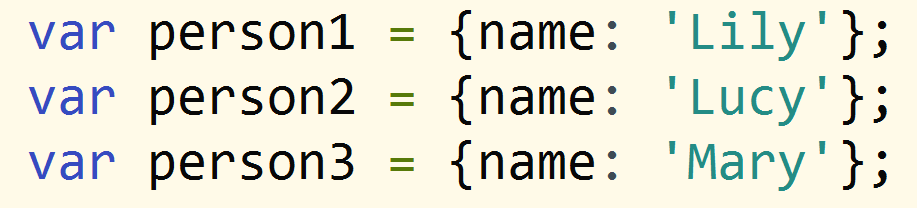 var person1 = {name: 'Lily'};
var person2 = {name: 'Lucy'};
var person3 = {name: 'Mary'};